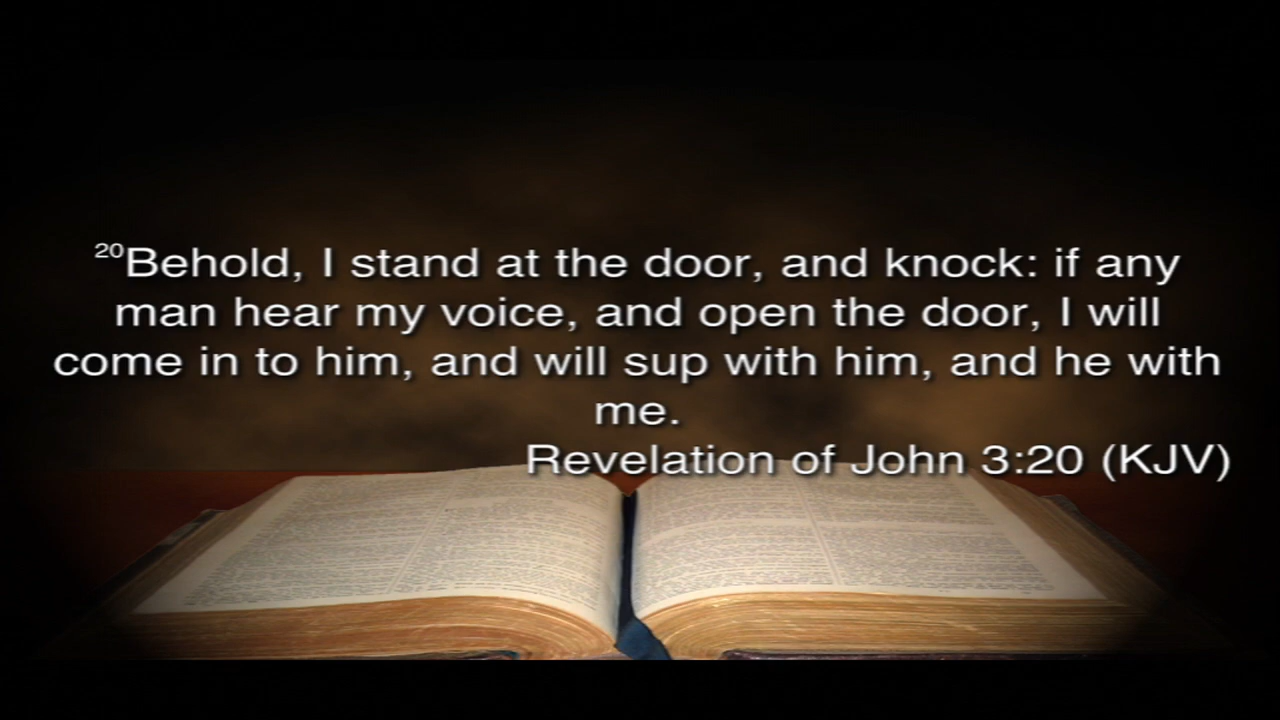 20Behold, I stand at the door, and knock: if any
man hear my voice, and open the door, I will
come in to him, and will sup with him, and he with
me.
Revelation of John 3:20 (KJV)